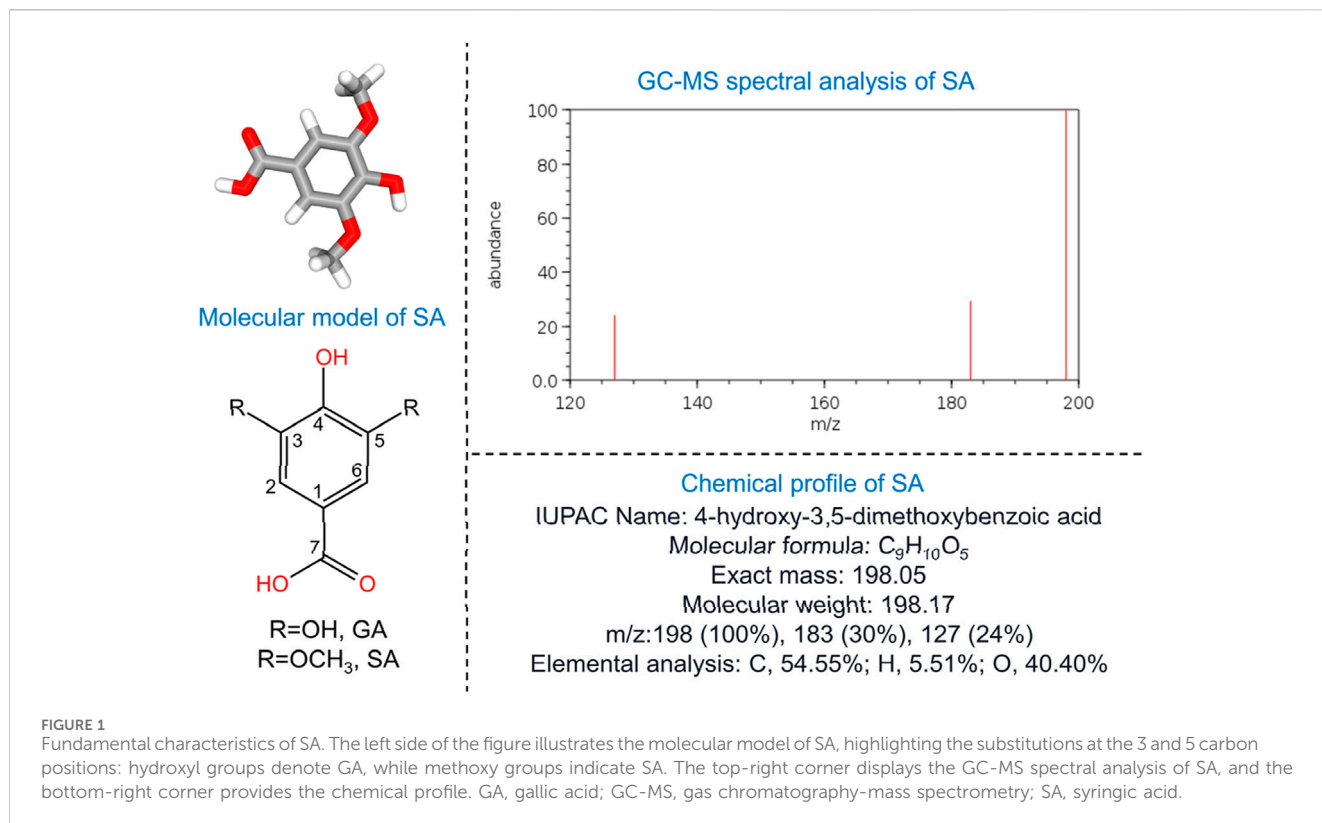 Molecular model of SA
OH
R
R
4
3
5
2
6
1
7
HO
O
R=OH, GA
R=OCH₃, SA
GC-MS spectral analysis of SA
100
80
60
40
20
0.0
abundance
120 140 160 180 200
m/z
Chemical profile of SA
IUPAC Name: 4-hydroxy-3,5-dimethoxybenzoic acid
Molecular formula: C₉H₁₀O₅
Exact mass: 198.05
Molecular weight: 198.17
m/z:198 (100%), 183 (30%), 127 (24%)
Elemental analysis: C, 54.55%; H, 5.51%; O, 40.40%
FIGURE 1
Fundamental characteristics of SA. The left side of the figure illustrates the molecular model of SA, highlighting the substitutions at the 3 and 5 carbon
positions: hydroxyl groups denote GA, while methoxy groups indicate SA. The top-right corner displays the GC-MS spectral analysis of SA, and the
bottom-right corner provides the chemical profile. GA, gallic acid; GC-MS, gas chromatography-mass spectrometry; SA, syringic acid.